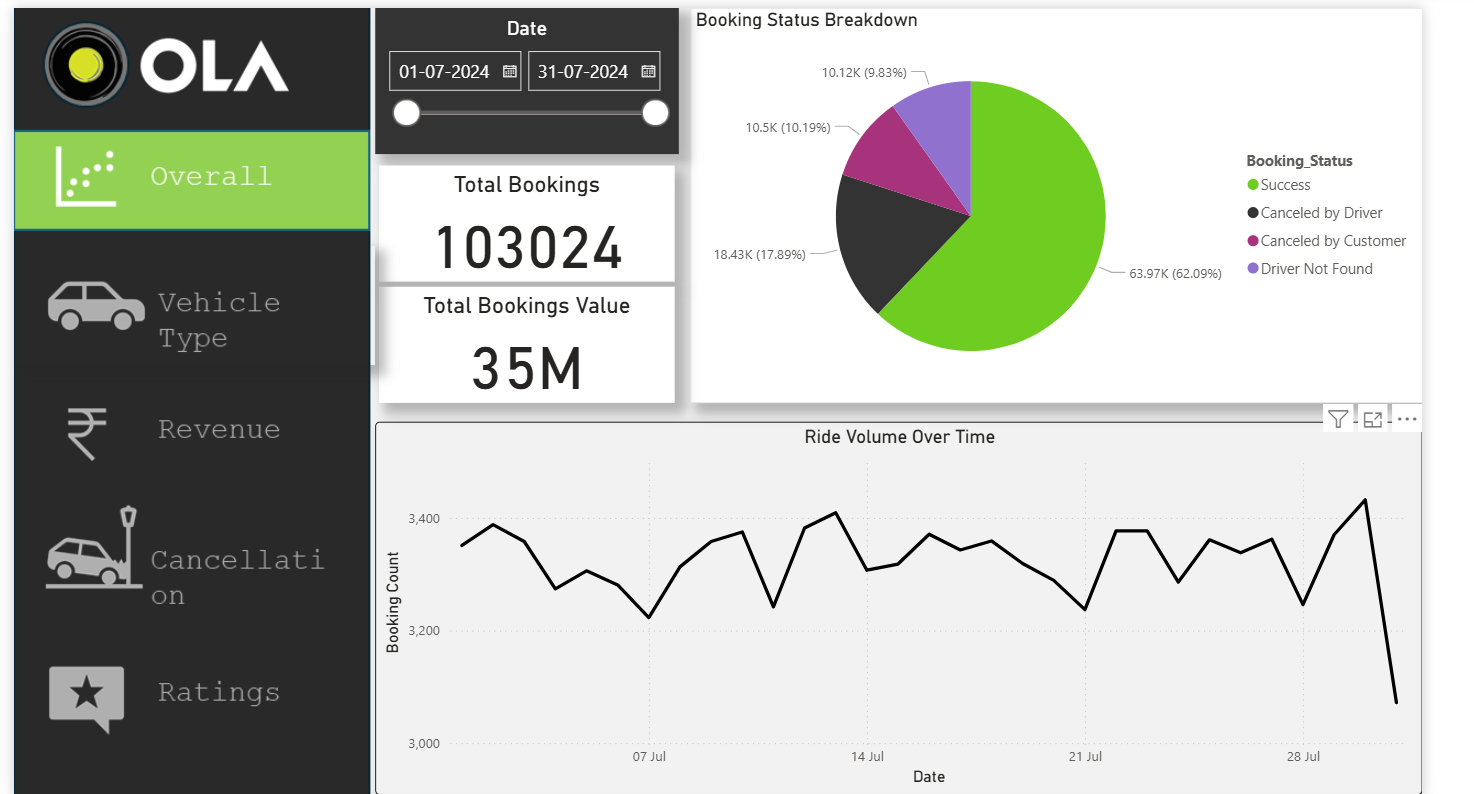 OLA
Overall
Vehicle
Type
Revenue
Cancellati
on
Ratings
Date
01-07-2024
31-07-2024
Total Bookings
103024
Total Bookings Value
35M
Booking Status Breakdown
10.12K (9.83%)
10.5K (10.19%)
18.43K (17.89%)
63.97K (62.09%)
Booking_Status
Success
Canceled by Driver
Canceled by Customer
Driver Not Found
Ride Volume Over Time
Booking Count
3,400
3,200
3,000
07 Jul
14 Jul
21 Jul
28 Jul
Date